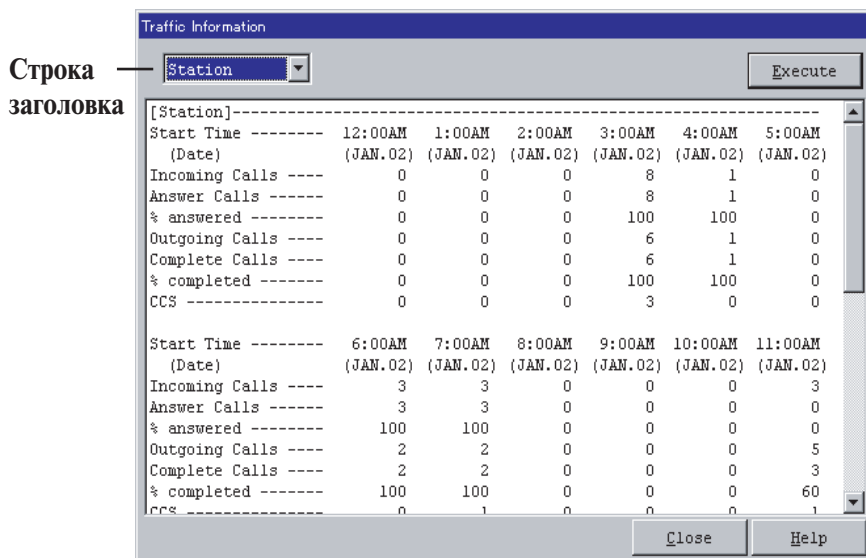 Traffic Information
Строка
заголовка
Station
Execute
[Station]-----------------------------------------------------------------
Start Time -------- 12:00AM 1:00AM 2:00AM 3:00AM 4:00AM 5:00AM
(Date) (JAN.02) (JAN.02) (JAN.02) (JAN.02) (JAN.02) (JAN.02)
Incoming Calls ---- 0 0 0 8 1 0
Answer Calls ------ 0 0 0 8 1 0
% answered -------- 0 0 0 100 100 0
Outgoing Calls ---- 0 0 0 6 1 0
Complete Calls ---- 0 0 0 6 1 0
% completed ------- 0 0 0 100 100 0
CCS --------------- 0 0 0 3 0 0
Start Time -------- 6:00AM 7:00AM 8:00AM 9:00AM 10:00AM 11:00AM
(Date) (JAN.02) (JAN.02) (JAN.02) (JAN.02) (JAN.02) (JAN.02)
Incoming Calls ---- 3 3 0 0 0 3
Answer Calls ------ 3 3 0 0 0 0
% answered -------- 100 100 0 0 0 0
Outgoing Calls ---- 2 2 0 0 0 5
Complete Calls ---- 2 2 0 0 0 3
% completed ------- 100 100 0 0 0 60
CCS --------------- 0 1 0 0 0 1
Close Help